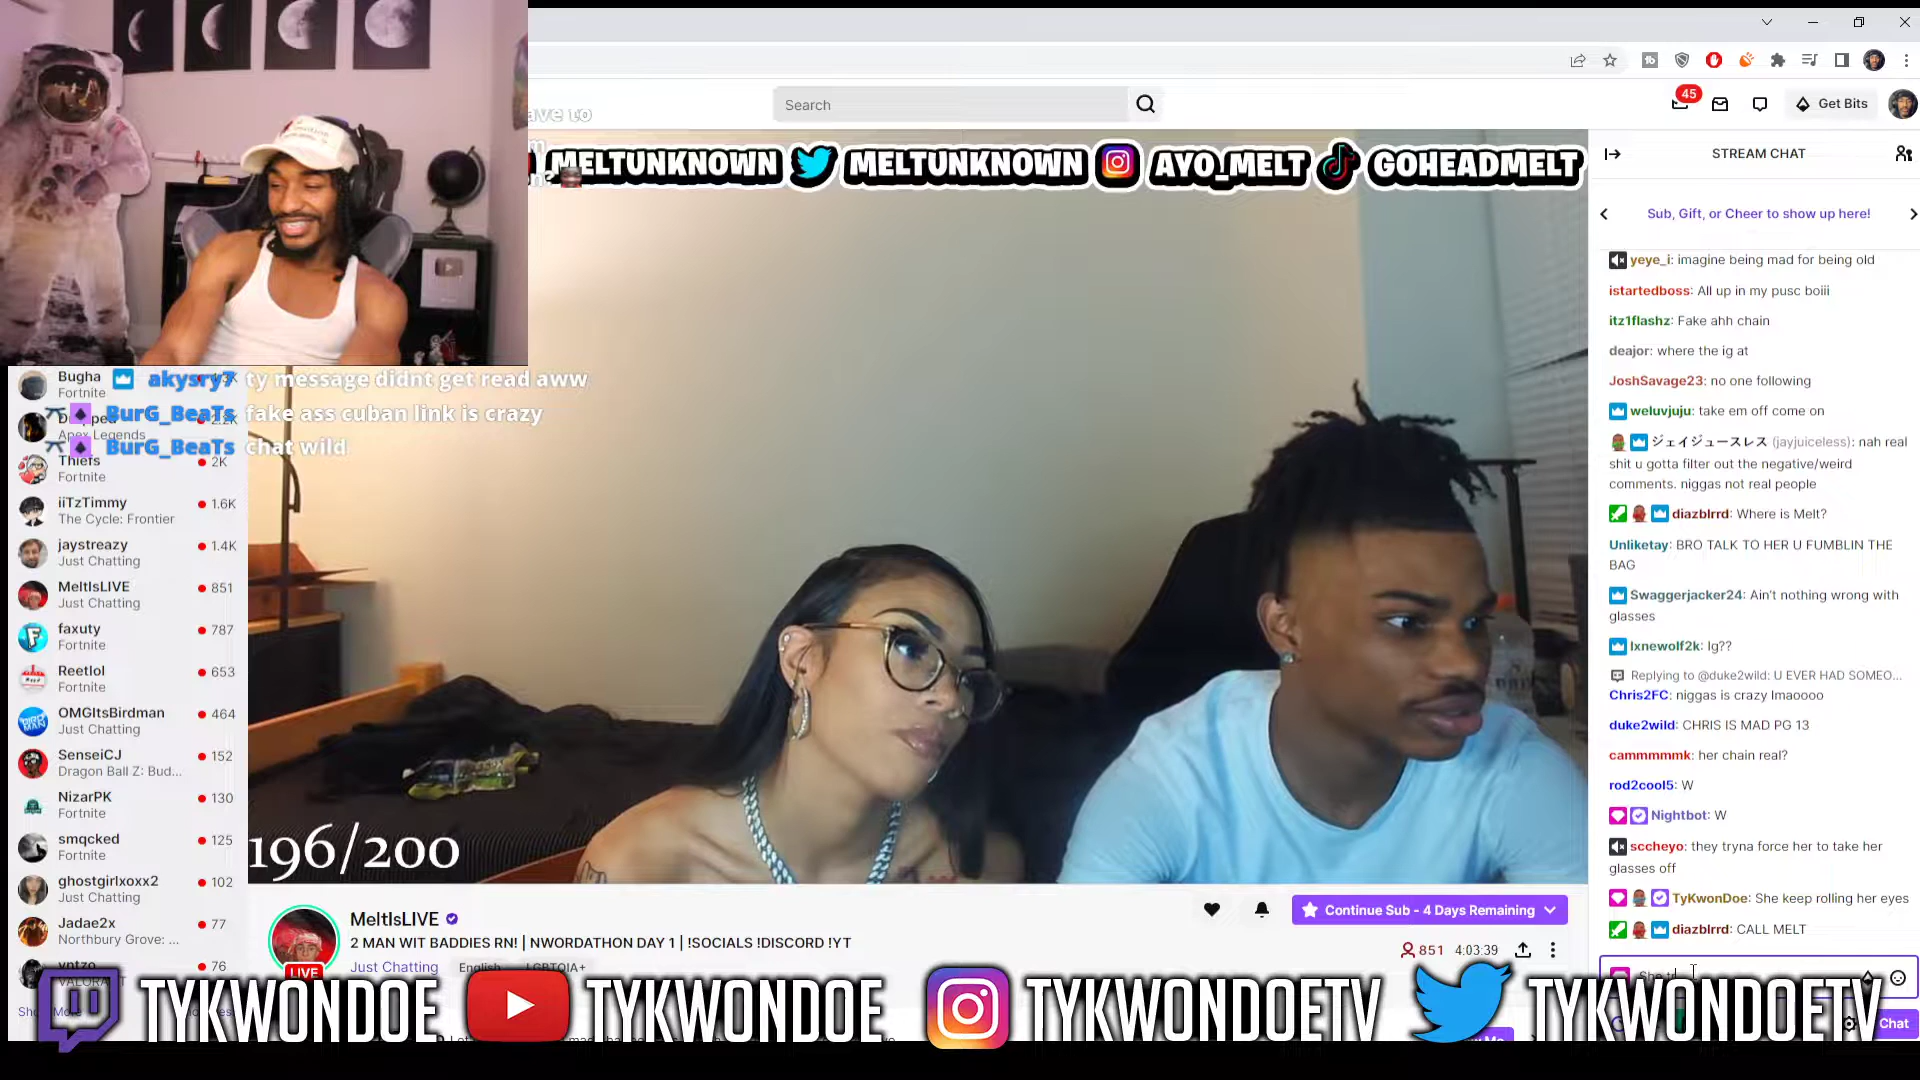 Search
45
Get Bits
ave to
MELTUNKNOWN MELTUNKNOWN AYO_MELT GOHEADMELT
STREAM CHAT
Sub, Gift, or Cheer to show up here!
yeye_i: imagine being mad for being old
istartedboss: All up in my pusc boiii
itz1flashz: Fake ahh chain
deajor: where the ig at
JoshSavage23: no one following
weluvjuju: take em off come on
ジェイジュースレス (jayjuiceless): nah real
shit u gotta filter out the negative/weird
comments. niggas not real people
diazblrrd: Where is Melt?
Unliketay: BRO TALK TO HER U FUMBLIN THE
BAG
Swaggerjacker24: Ain't nothing wrong with
glasses
lxnewolf2k: Ig??
Replying to @duke2wild: U EVER HAD SOMEO...
Chris2FC: niggas is crazy lmaoooo
duke2wild: CHRIS IS MAD PG 13
cammmmmk: her chain real?
rod2cool5: W
Nightbot: W
sccheyo: they tryna force her to take her
glasses off
TyKwonDoe: She keep rolling her eyes
diazblrrd: CALL MELT
Chat
akysry7 ty message didnt get read aww
BurG_BeaTs fake ass cuban link is crazy
BurG_BeaTs chat wild
Bugha
Fortnite
Apex Legends
Thiefs 2K
Fortnite
iiTzTimmy 1.6K
The Cycle: Frontier
jaystreazy 1.4K
Just Chatting
MeltIsLIVE 851
Just Chatting
faxuty 787
Fortnite
Reetlol 653
Fortnite
OMGItsBirdman 464
Just Chatting
SenseiCJ 152
Dragon Ball Z: Bud...
NizarPK 130
Fortnite
smqcked 125
Fortnite
ghostgirlxoxx2 102
Just Chatting
Jadae2x 77
Northbury Grove: ...
yntzo 76
196/200
MeltIsLIVE
2 MAN WIT BADDIES RN! | NWORDATHON DAY 1 | !SOCIALS !DISCORD !YT
Just Chatting English LGBTQIA+
LIVE
Continue Sub - 4 Days Remaining
851 4:03:39
TYKWONDOE TYKWONDOE TYKWONDOETV TYKWONDOETV